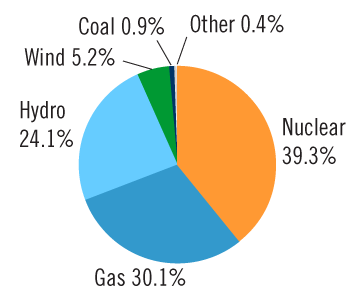 Coal 0.9%
Other 0.4%
Wind 5.2%
Hydro
24.1%
Nuclear
39.3%
Gas 30.1%